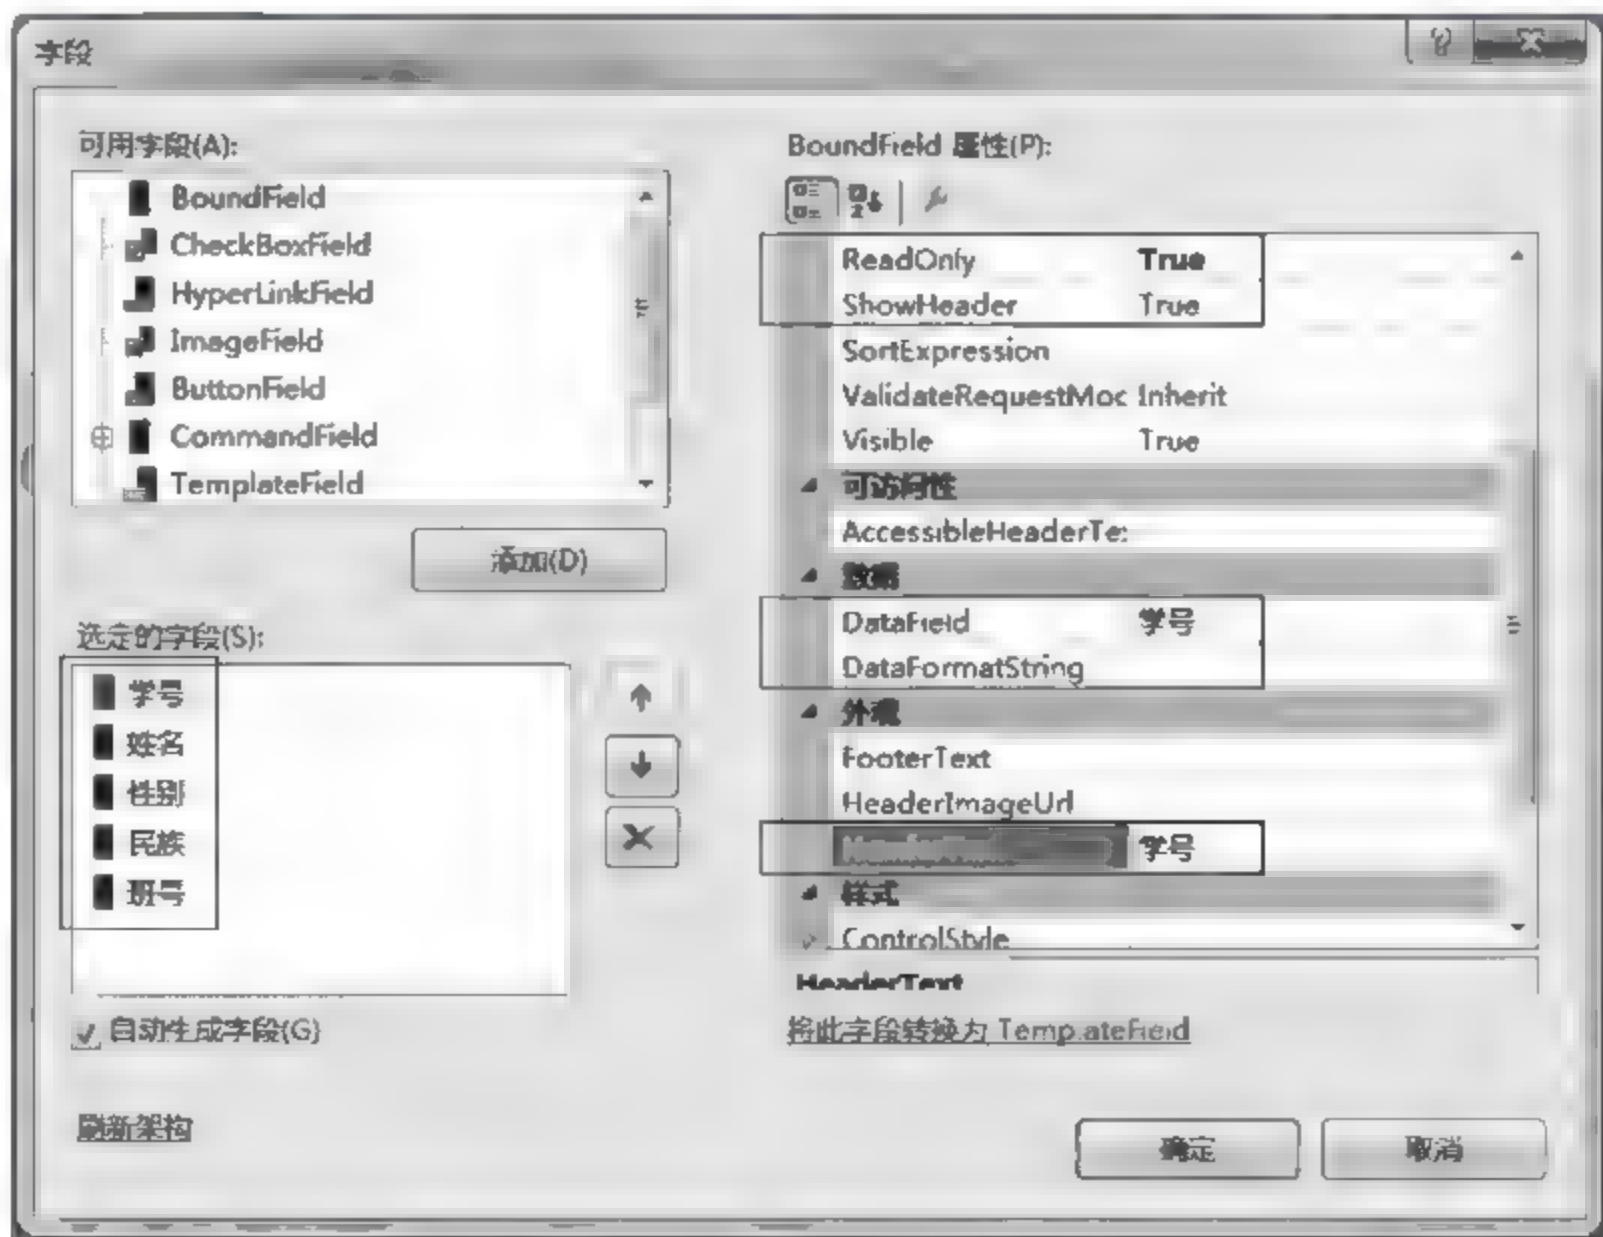 字段
可用字段(A):
BoundField
CheckBoxField
HyperLinkField
ImageField
ButtonField
CommandField
TemplateField
添加(D)
选定的字段(S):
学号
姓名
性别
民族
班号
自动生成字段(G)
刷新架构
BoundField 属性(P):
ReadOnly True
ShowHeader True
SortExpression
ValidateRequestMod Inherit
Visible True
可访问性
AccessibleHeaderTe:
数据
DataField 学号
DataFormatString
外观
FooterText
HeaderImageUrl
学号
样式
ControlStyle
HeaderText
将此字段转换为 TemplateField
确定
取消